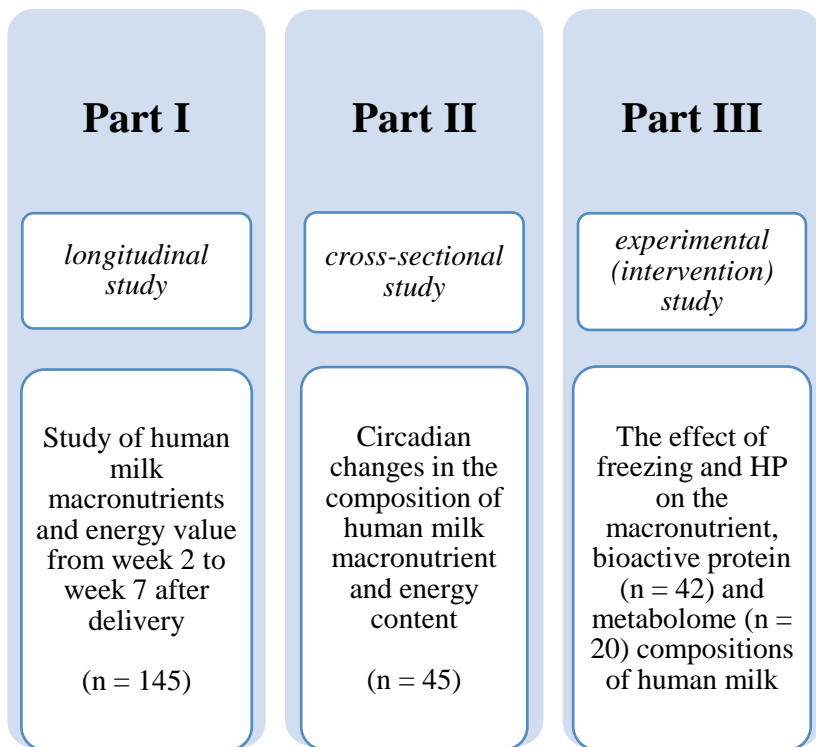 Part I
longitudinal
study
Study of human
milk
macronutrients
and energy value
from week 2 to
week 7 after
delivery
(n = 145)
Part II
cross-sectional
study
Circadian
changes in the
composition of
human milk
macronutrient
and energy
content
(n = 45)
Part III
experimental
(intervention)
study
The effect of
freezing and HP
on the
macronutrient,
bioactive protein
(n = 42) and
metabolome (n =
20) compositions
of human milk